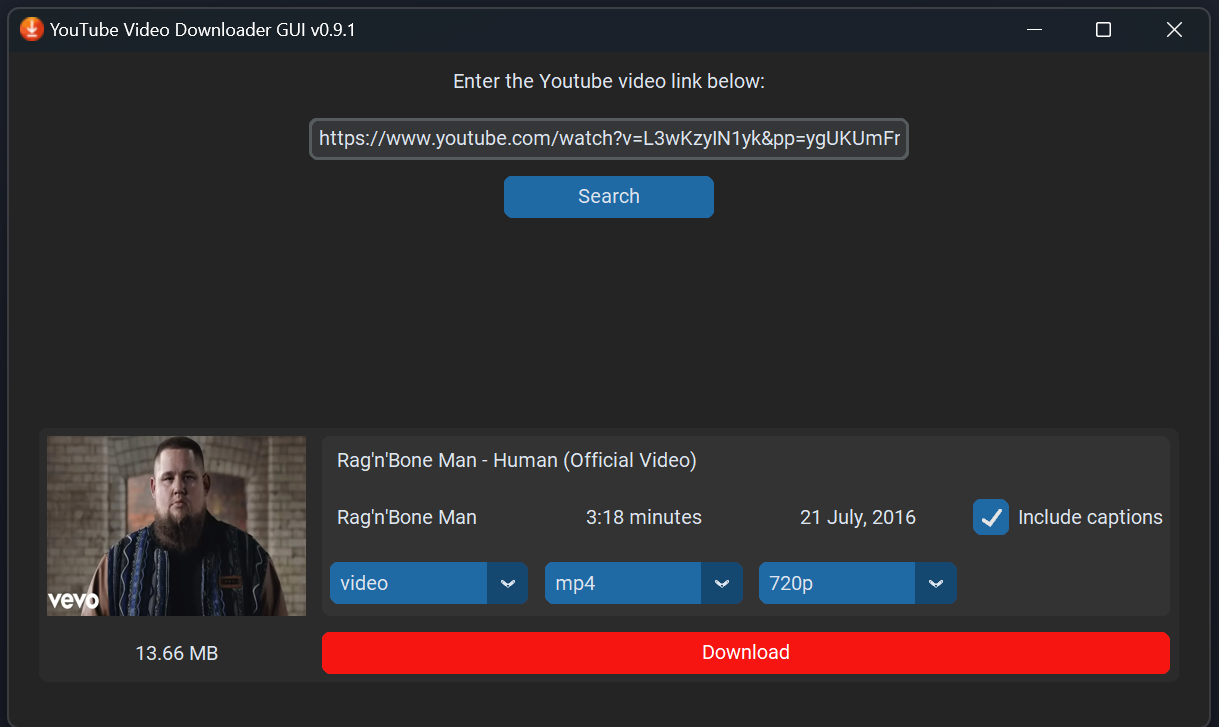 YouTube Video Downloader GUI v0.9.1
Enter the Youtube video link below:
https://www.youtube.com/watch?v=L3wKzyIN1yk&pp=ygUKUmFr
Search
Rag'n'Bone Man - Human (Official Video)
Rag'n'Bone Man 3:18 minutes 21 July, 2016 Include captions
video mp4 720p
vevo
13.66 MB Download